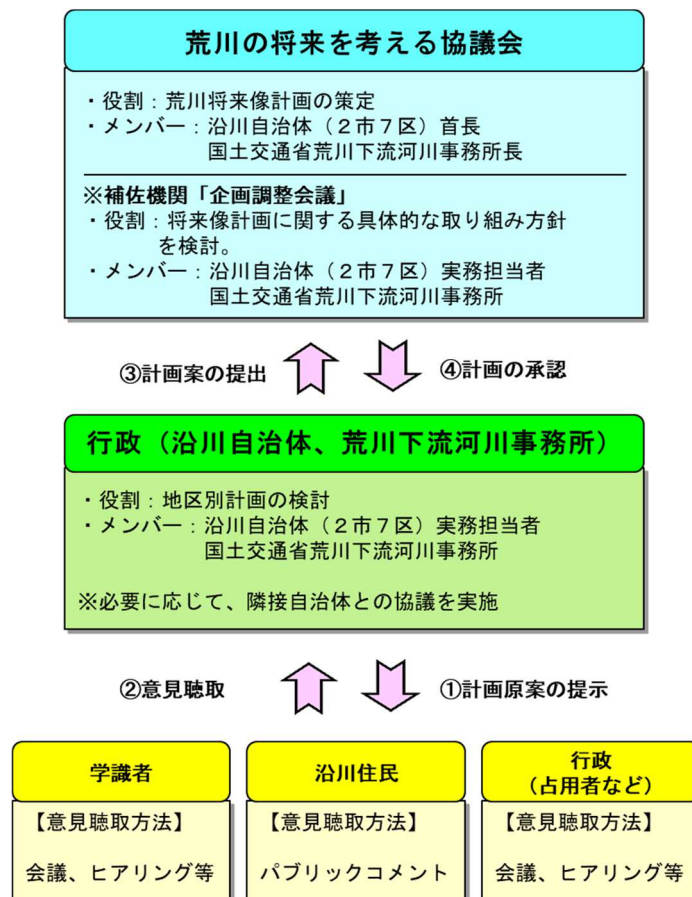 荒川の将来を考える協議会
・役割：荒川将来像計画の策定
・メンバー：沿川自治体（２市７区）首長
国土交通省荒川下流河川事務所長
※補佐機関「企画調整会議」
・役割：将来像計画に関する具体的な取り組み方針
を検討。
・メンバー：沿川自治体（２市７区）実務担当者
国土交通省荒川下流河川事務所
③計画案の提出
④計画の承認
行政（沿川自治体、荒川下流河川事務所）
・役割：地区別計画の検討
・メンバー：沿川自治体（２市７区）実務担当者
国土交通省荒川下流河川事務所
※必要に応じて、隣接自治体との協議を実施
②意見聴取
①計画原案の提示
学識者
【意見聴取方法】
会議、ヒアリング等
沿川住民
【意見聴取方法】
パブリックコメント
行政
（占用者など）
【意見聴取方法】
会議、ヒアリング等